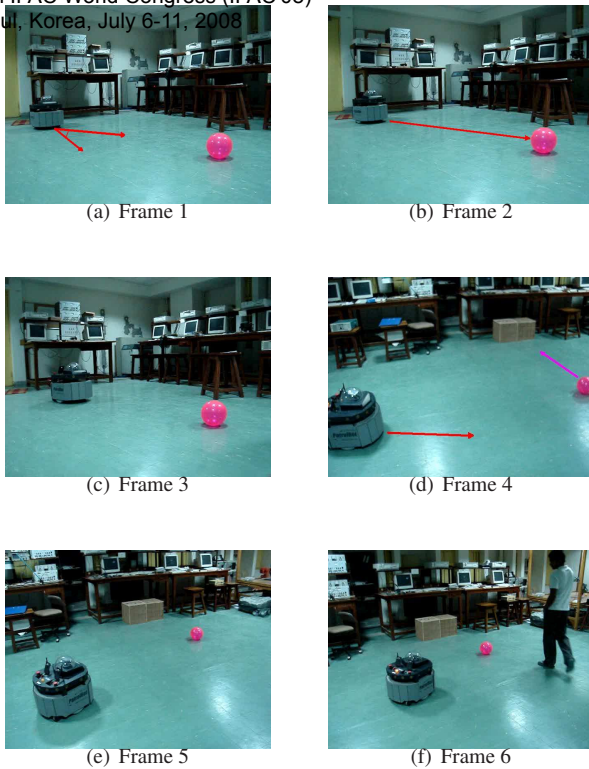 ul, Korea, July 6-11, 2008
(a) Frame 1
(b) Frame 2
(c) Frame 3
(d) Frame 4
(e) Frame 5
(f) Frame 6